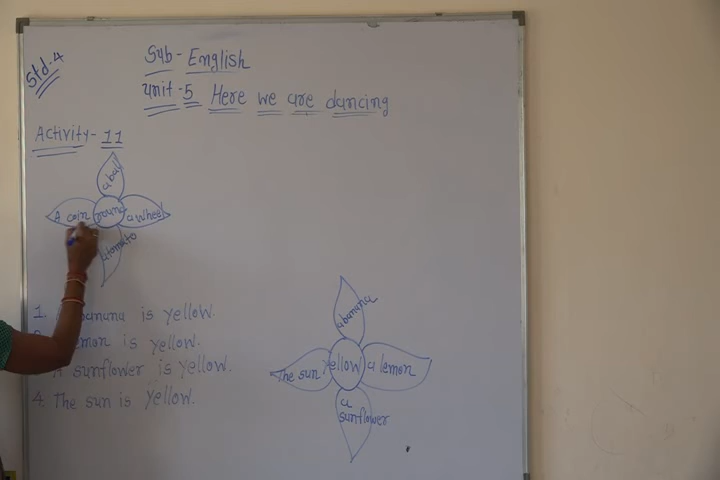 Std-4
Sub- English
Unit-5 Here we are dancing
Activity-11
a ball
A coin
round
a wheel
a tomato
1. A banana is yellow.
lemon is yellow.
A sunflower is yellow.
4. The sun is yellow.
a banana
The sun
yellow
a lemon
a
sunflower